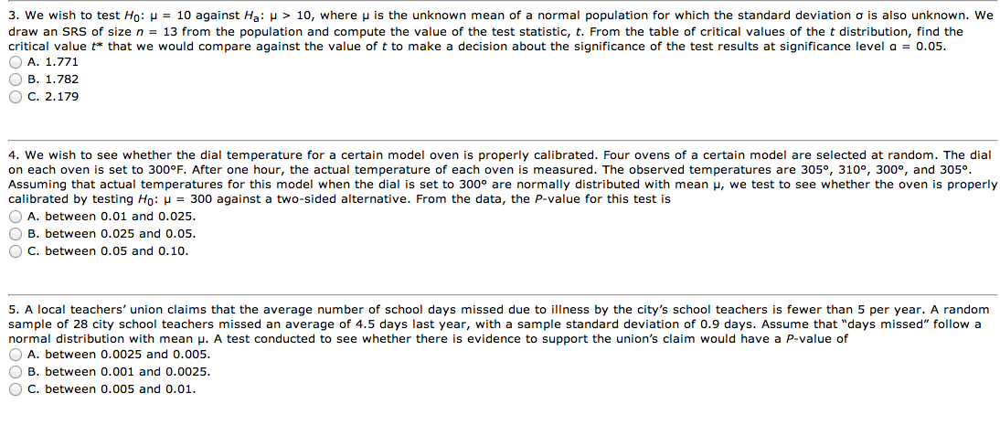 3. We wish to test H0: μ = 10 against Ha: μ > 10, where μ is the unknown mean of a normal population for which the standard deviation σ is also unknown. We
draw an SRS of size n = 13 from the population and compute the value of the test statistic, t. From the table of critical values of the t distribution, find the
critical value t* that we would compare against the value of t to make a decision about the significance of the test results at significance level α = 0.05.
A. 1.771
B. 1.782
C. 2.179
4. We wish to see whether the dial temperature for a certain model oven is properly calibrated. Four ovens of a certain model are selected at random. The dial
on each oven is set to 300°F. After one hour, the actual temperature of each oven is measured. The observed temperatures are 305°, 310°, 300°, and 305°.
Assuming that actual temperatures for this model when the dial is set to 300° are normally distributed with mean μ, we test to see whether the oven is properly
calibrated by testing H0: μ = 300 against a two-sided alternative. From the data, the P-value for this test is
A. between 0.01 and 0.025.
B. between 0.025 and 0.05.
C. between 0.05 and 0.10.
5. A local teachers' union claims that the average number of school days missed due to illness by the city's school teachers is fewer than 5 per year. A random
sample of 28 city school teachers missed an average of 4.5 days last year, with a sample standard deviation of 0.9 days. Assume that "days missed" follow a
normal distribution with mean μ. A test conducted to see whether there is evidence to support the union's claim would have a P-value of
A. between 0.0025 and 0.005.
B. between 0.001 and 0.0025.
C. between 0.005 and 0.01.